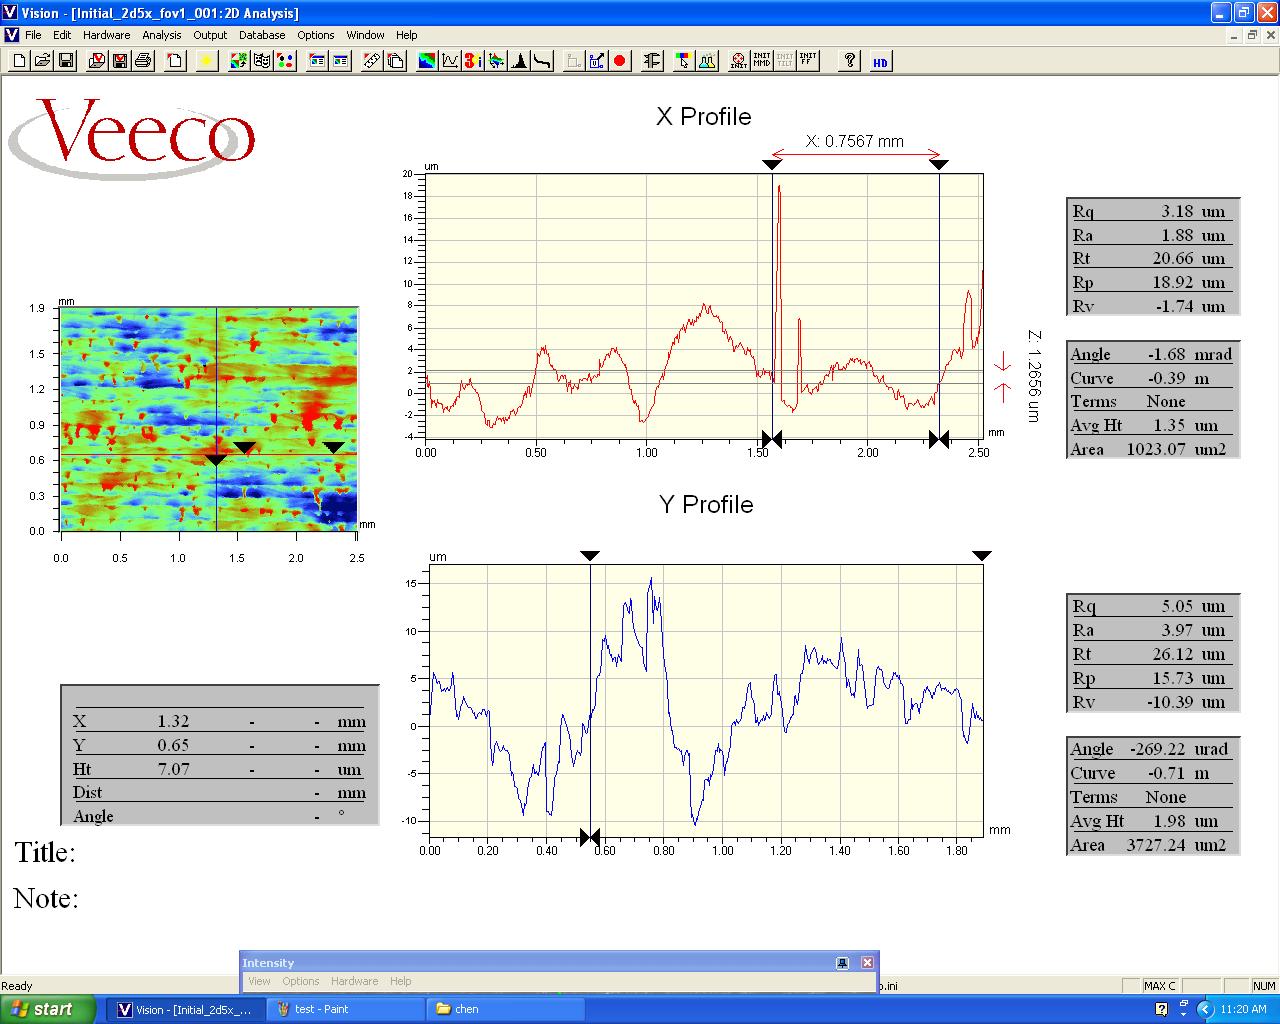 Vision - [Initial_2d5x_fov1_001:2D Analysis]
File Edit Hardware Analysis Output Database Options Window Help
INIT INIT MMD INIT TILT INIT FF ? HD
Veeco
X Profile
X: 0.7567 mm
um
20
18
16
14
12
10
8
6
4
2
0
-2
-4
0.00 0.50 1.00 1.50 2.00 2.50
mm
Z: 1.2656 um
Rq 3.18 um
Ra 1.88 um
Rt 20.66 um
Rp 18.92 um
Rv -1.74 um
Angle -1.68 mrad
Curve -0.39 m
Terms None
Avg Ht 1.35 um
Area 1023.07 um2
mm
1.9
1.5
1.2
0.9
0.6
0.3
0.0
mm
0.0 0.5 1.0 1.5 2.0 2.5
Y Profile
um
15
10
5
0
-5
-10
mm
0.00 0.20 0.40 0.60 0.80 1.00 1.20 1.40 1.60 1.80
Rq 5.05 um
Ra 3.97 um
Rt 26.12 um
Rp 15.73 um
Rv -10.39 um
Angle -269.22 urad
Curve -0.71 m
Terms None
Avg Ht 1.98 um
Area 3727.24 um2
X 1.32 - - mm
Y 0.65 - - mm
Ht 7.07 - - um
Dist - mm
Angle - °
Title:
Note:
Intensity
View Options Hardware Help
Ready
.ini
MAX C NUM
start
Vision - [Initial_2d5x_...
test - Paint
chen
11:20 AM